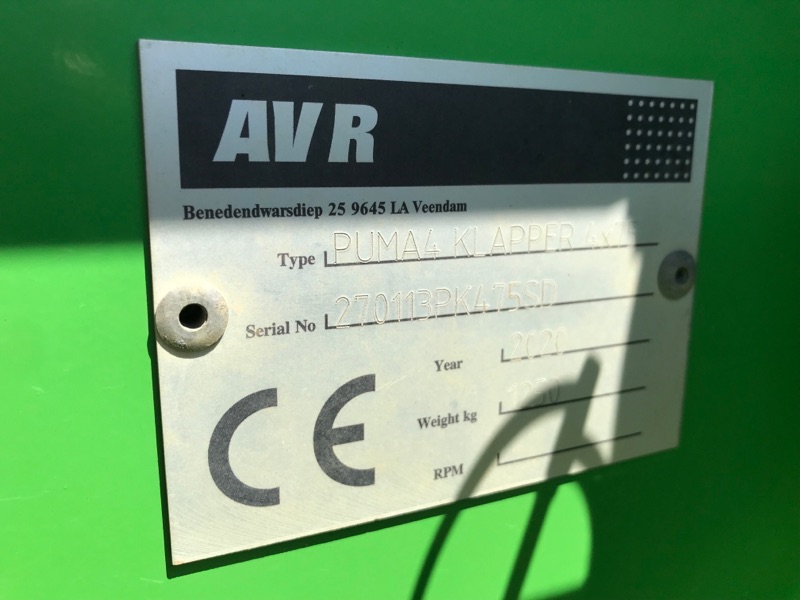 AVR
Benedendwarsdiep 25 9645 LA Veendam
Type PUMA4 KLAPPER
Serial No 270113PK475SD
Year 2020
Weight kg
RPM
CE